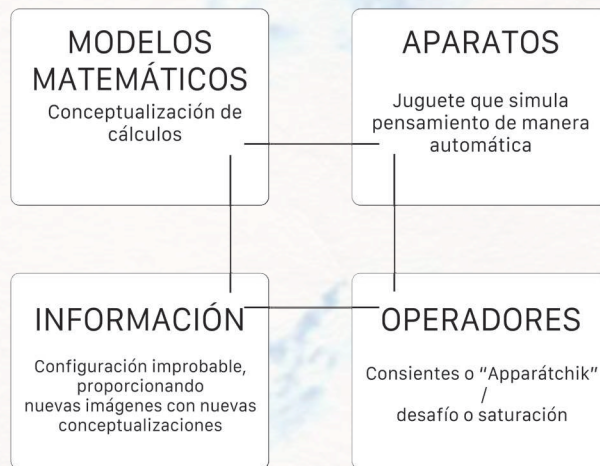 MODELOS
MATEMÁTICOS
Conceptualización de
cálculos
APARATOS
Juguete que simula
pensamiento de manera
automática
INFORMACIÓN
Configuración improbable,
proporcionando
nuevas imágenes con nuevas
conceptualizaciones
OPERADORES
Consientes o “Apparátchik”
/
desafío o saturación